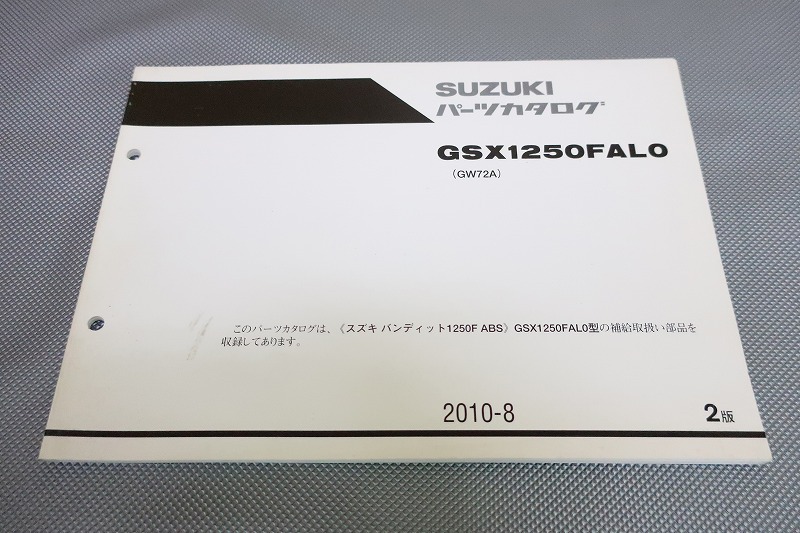 SUZUKI
パーツカタログ
GSX1250FAL0
(GW72A)
このパーツカタログは、《スズキ バンディット1250F ABS》GSX1250FAL0型の補給取扱い部品を
収録してあります。
2010-8
2版